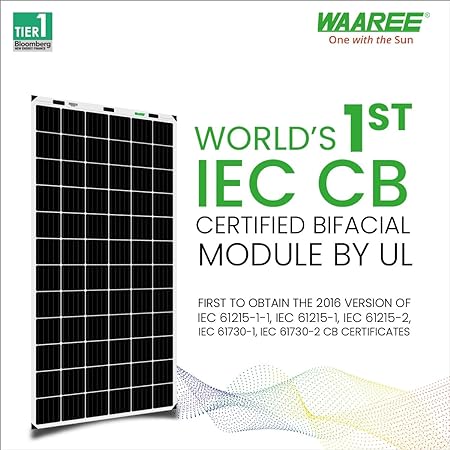 TIER 1
Bloomberg
NEW ENERGY FINANCE
WAAREE®
One with the Sun
WORLD'S 1ST
IEC CB
CERTIFIED BIFACIAL
MODULE BY UL
FIRST TO OBTAIN THE 2016 VERSION OF
IEC 61215-1-1, IEC 61215-1, IEC 61215-2,
IEC 61730-1, IEC 61730-2 CB CERTIFICATES